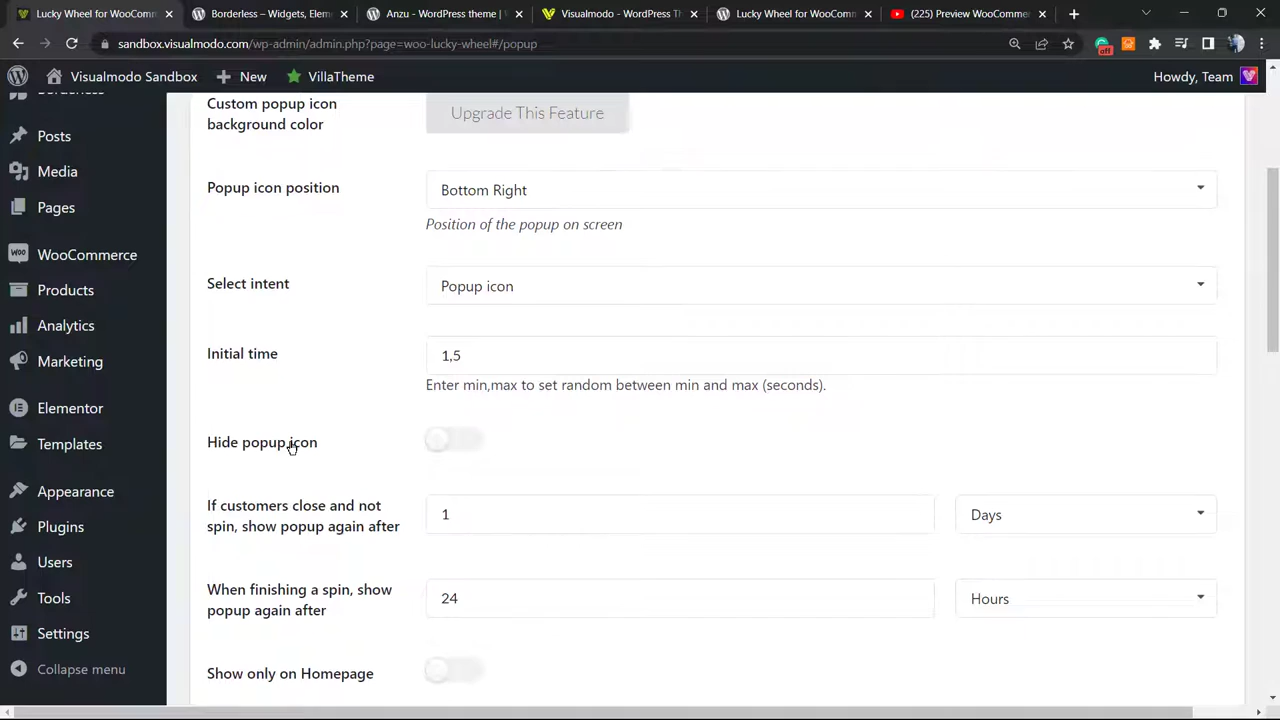 Lucky Wheel for WooComm
Borderless – Widgets, Eleme
Anzu - WordPress theme | W
Visualmodo - WordPress Th
Lucky Wheel for WooComm
(225) Preview WooCommer
sandbox.visualmodo.com/wp-admin/admin.php?page=woo-lucky-wheel#/popup
off
Visualmodo Sandbox
New
VillaTheme
Howdy, Team
Borderless
Posts
Media
Pages
WooCommerce
Products
Analytics
Marketing
Elementor
Templates
Appearance
Plugins
Users
Tools
Settings
Collapse menu
Custom popup icon
background color
Upgrade This Feature
Popup icon position
Bottom Right
Position of the popup on screen
Select intent
Popup icon
Initial time
1,5
Enter min,max to set random between min and max (seconds).
Hide popup icon
If customers close and not
spin, show popup again after
1
Days
When finishing a spin, show
popup again after
24
Hours
Show only on Homepage